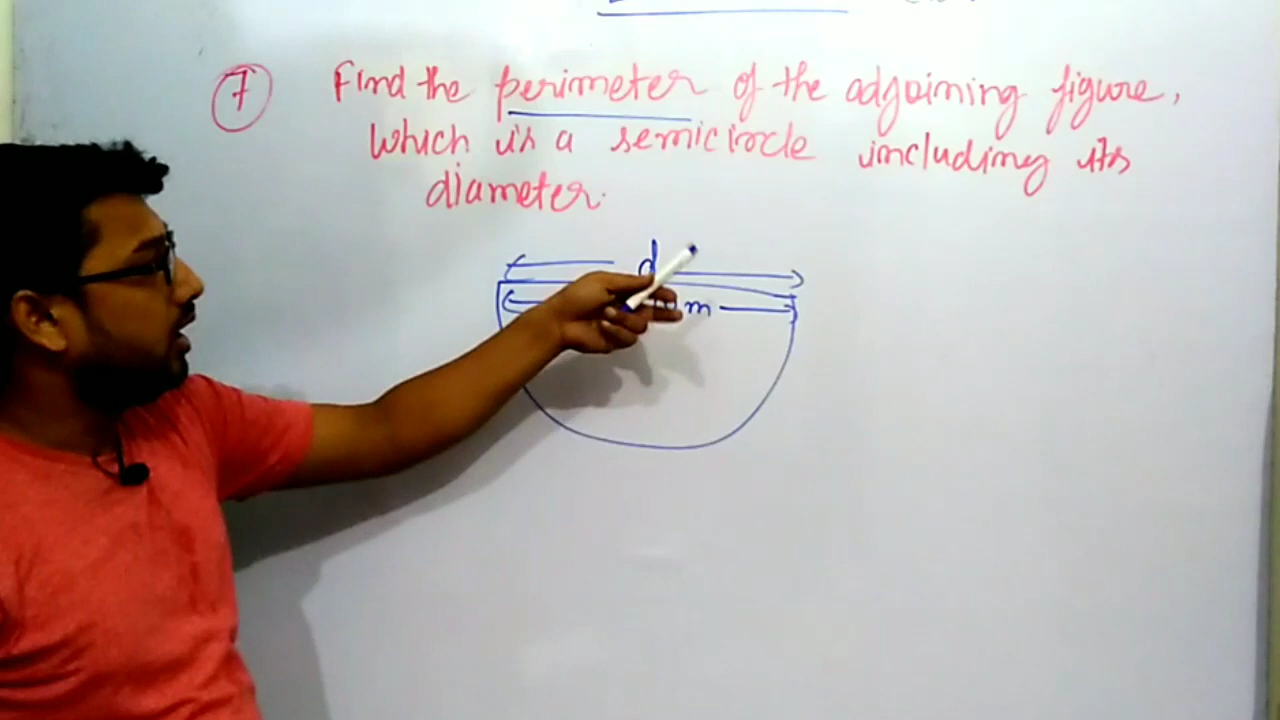 7 Find the perimeter of the adjoining figure,
which is a semicircle including its
diameter.
d
m